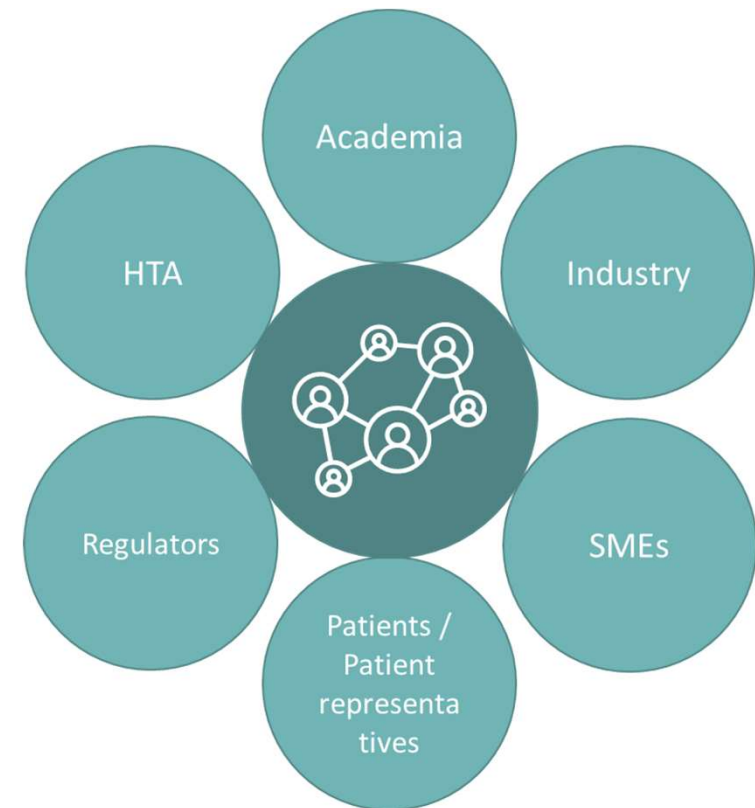 Academia
HTA
Industry
Regulators
SMEs
Patients /
Patient
representa
tives